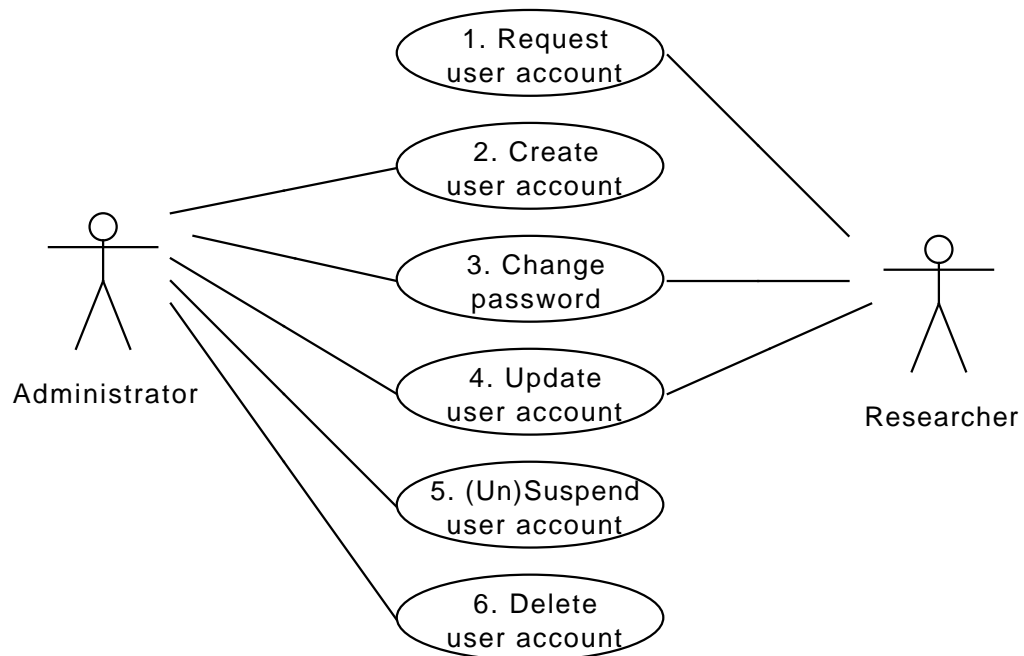 1. Request
user account
2. Create
user account
3. Change
password
4. Update
user account
5. (Un)Suspend
user account
6. Delete
user account
Administrator
Researcher